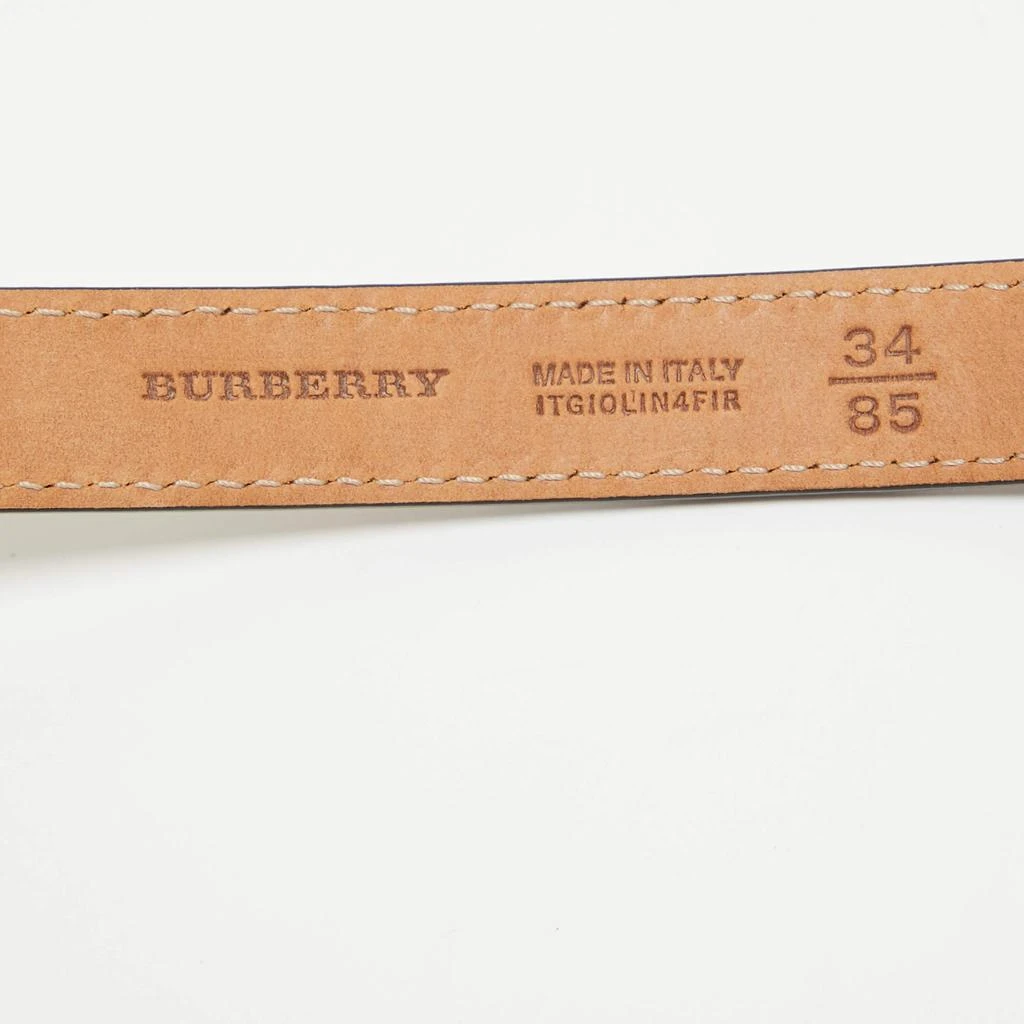 BURBERRY
MADE IN ITALY
ITGIOLIN4FIR
34
85